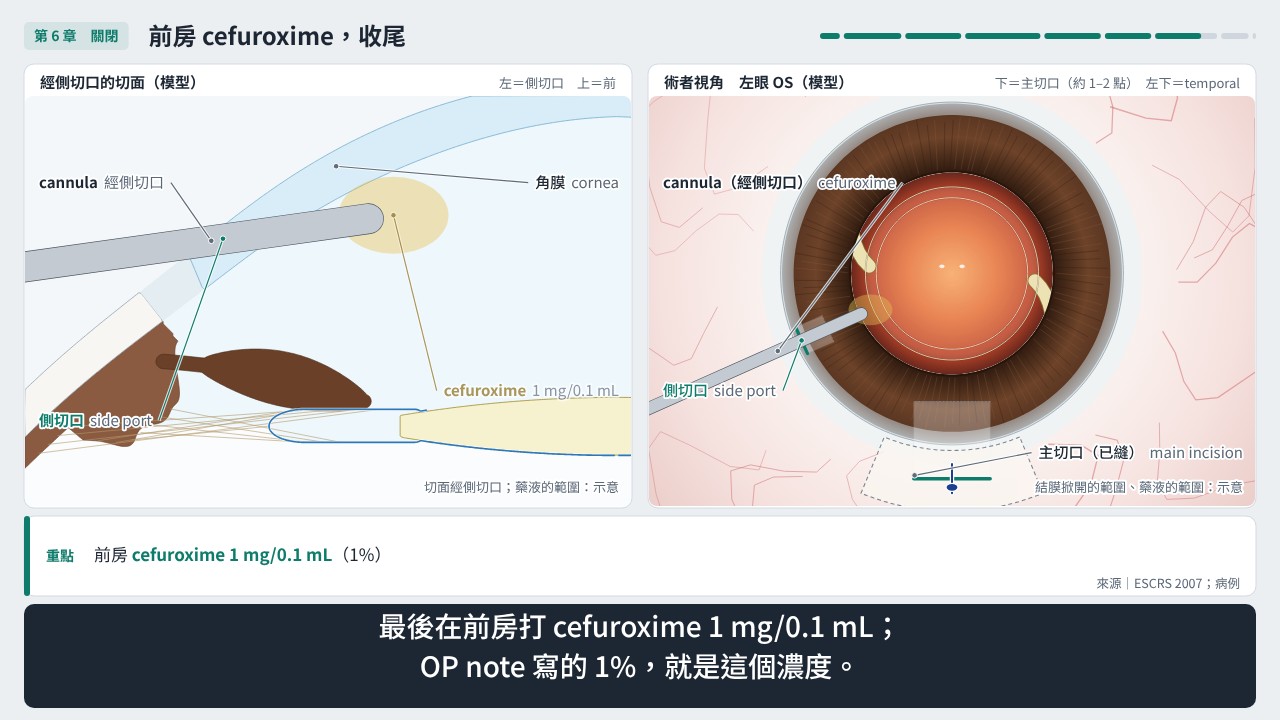 第 6 章　關閉
前房 cefuroxime，收尾
經側切口的切面（模型）
左＝側切口　上＝前
cannula 經側切口
角膜 cornea
cefuroxime 1 mg/0.1 mL
側切口 side port
切面經側切口；藥液的範圍：示意
術者視角　左眼 OS（模型）
下＝主切口（約 1–2 點）　左下＝temporal
cannula（經側切口） cefuroxime
側切口 side port
主切口（已縫） main incision
結膜掀開的範圍、藥液的範圍：示意
重點　前房 cefuroxime 1 mg/0.1 mL（1%）
來源｜ESCRS 2007；病例
最後在前房打 cefuroxime 1 mg/0.1 mL；
OP note 寫的 1%，就是這個濃度。